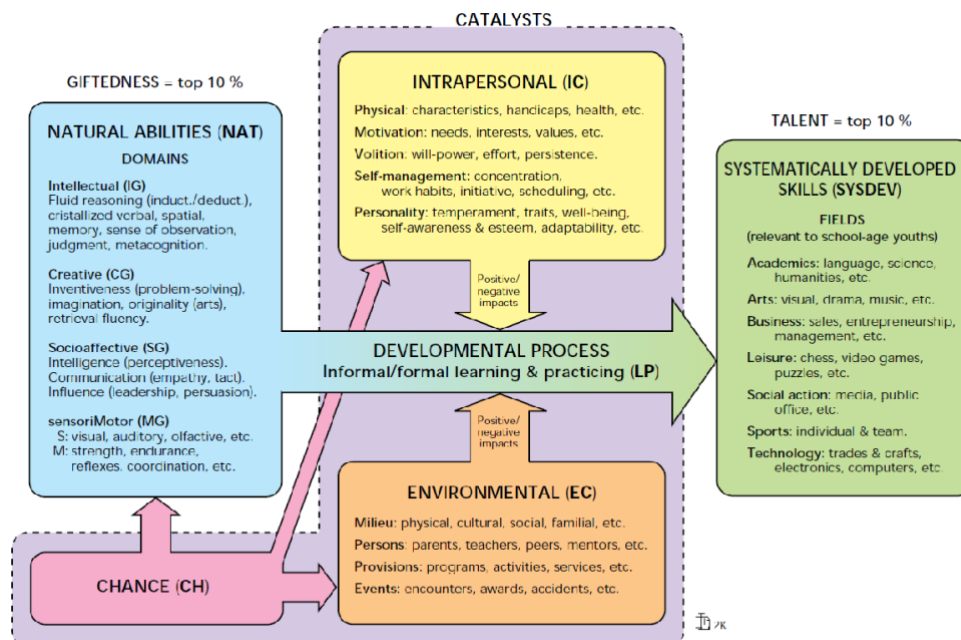 CATALYSTS
GIFTEDNESS = top 10 %
NATURAL ABILITIES (NAT)
DOMAINS
Intellectual (IG)
Fluid reasoning (induct./deduct.),
cristallized verbal, spatial,
memory, sense of observation,
judgment, metacognition.
Creative (CG)
Inventiveness (problem-solving).
imagination, originality (arts),
retrieval fluency.
Socioaffective (SG)
Intelligence (perceptiveness).
Communication (empathy, tact).
Influence (leadership, persuasion).
sensoriMotor (MG)
S: visual, auditory, olfactive, etc.
M: strength, endurance,
reflexes. coordination, etc.
INTRAPERSONAL (IC)
Physical: characteristics, handicaps, health, etc.
Motivation: needs, interests, values, etc.
Volition: will-power, effort, persistence.
Self-management: concentration,
work habits, initiative, scheduling, etc.
Personality: temperament, traits, well-being,
self-awareness & esteem, adaptability, etc.
Positive/
negative
impacts
DEVELOPMENTAL PROCESS
Informal/formal learning & practicing (LP)
Positive/
negative
impacts
ENVIRONMENTAL (EC)
Milieu: physical, cultural, social, familial, etc.
Persons: parents, teachers, peers, mentors, etc.
Provisions: programs, activities, services, etc.
Events: encounters, awards, accidents, etc.
CHANCE (CH)
TALENT = top 10 %
SYSTEMATICALLY DEVELOPED
SKILLS (SYSDEV)
FIELDS
(relevant to school-age youths)
Academics: language, science,
humanities, etc.
Arts: visual, drama, music, etc.
Business: sales, entrepreneurship,
management, etc.
Leisure: chess, video games,
puzzles, etc.
Social action: media, public
office, etc.
Sports: individual & team.
Technology: trades & crafts,
electronics, computers, etc.
2K